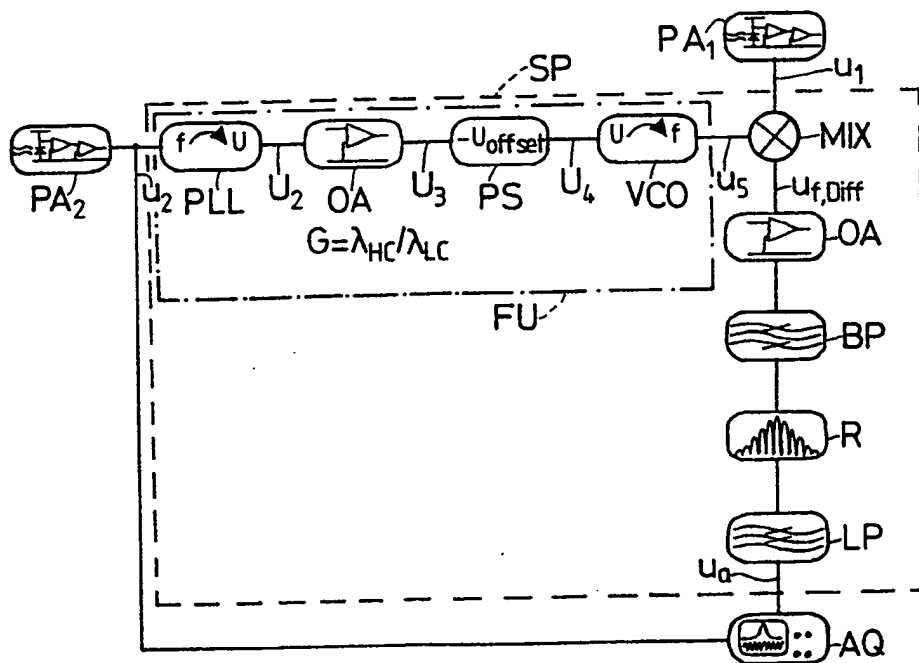 PA₁
u₁
SP
f U
PLL
U₂
OA
U₃
-Uoffset
PS
U₄
U f
VCO
u₅
MIX
PA₂
u₂
G=λHC/λLC
FU
uf,Diff
OA
BP
R
LP
ua
AQ